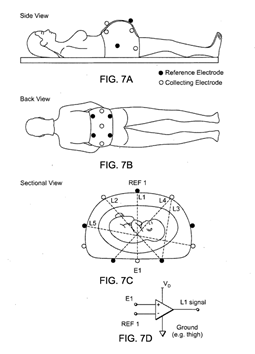 Side View
Reference Electrode
Collecting Electrode
FIG. 7A
Back View
FIG. 7B
Sectional View
REF 1
L2
L1
L4
L3
L5
E1
FIG. 7C
VD
E1
L1 signal
REF 1
Ground
(e.g. thigh)
FIG. 7D